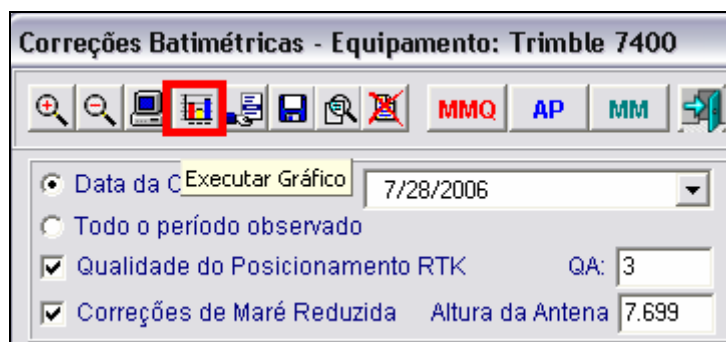 Correções Batimétricas - Equipamento: Trimble 7400
MMQ AP MM
Data da C Executar Gráfico 7/28/2006
Todo o período observado
Qualidade do Posicionamento RTK QA: 3
Correções de Maré Reduzida Altura da Antena 7.699